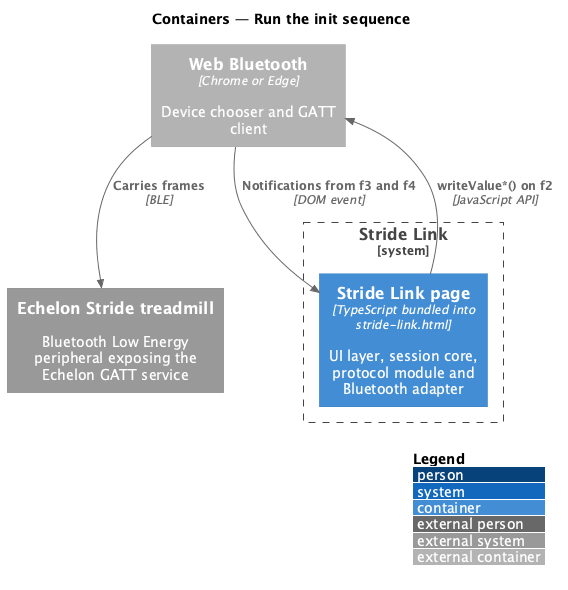 Containers — Run the init sequence
Web Bluetooth
[Chrome or Edge]
Device chooser and GATT
client
Carries frames
[BLE]
Notifications from f3 and f4
[DOM event]
writeValue*() on f2
[JavaScript API]
Stride Link
[system]
Echelon Stride treadmill
Bluetooth Low Energy
peripheral exposing the
Echelon GATT service
Stride Link page
[TypeScript bundled into
stride-link.html]
UI layer, session core,
protocol module and
Bluetooth adapter
Legend
person
system
container
external person
external system
external container